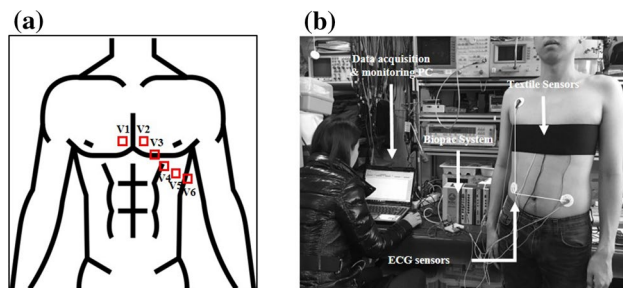 (a)
V1 V2
V3
V4
V5
V6
(b)
Data acquisition
& monitoring PC
Textile Sensors
Biopac System
ECG sensors